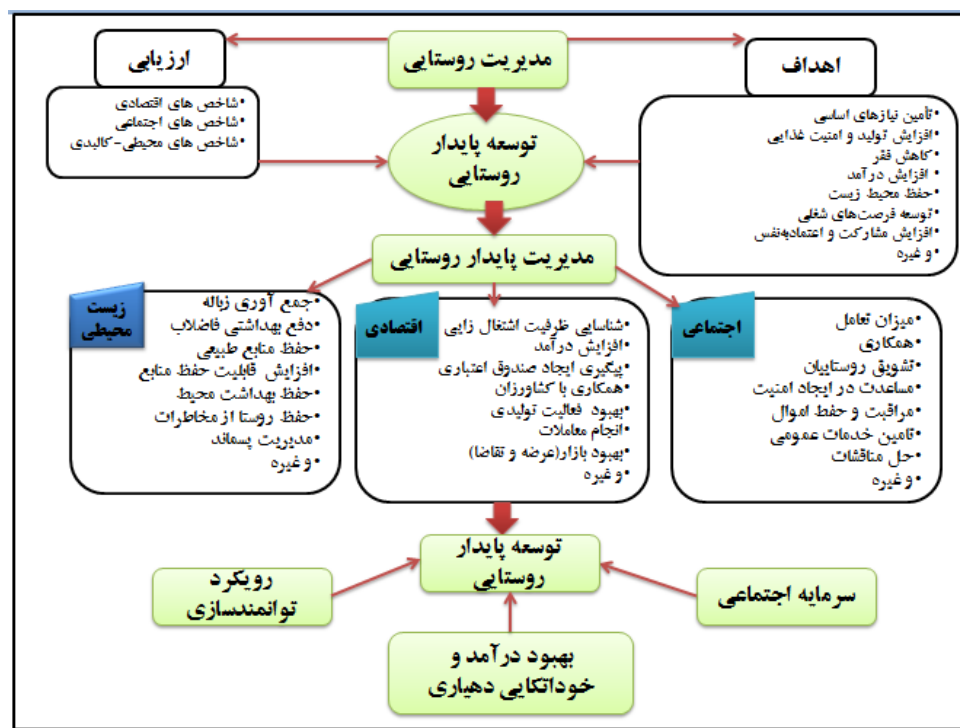 مدیریت روستایی
اهداف
ارزیابی
•تأمین نیازهای اساسی
•افزایش تولید و امنیت غذایی
•کاهش فقر
•افزایش درآمد
•حفظ محیط زیست
•توسعه فرصت‌های شغلی
•افزایش مشارکت و اعتمادبه‌نفس
•و غیره
•شاخص های اقتصادی
•شاخص های اجتماعی
•شاخص های محیطی-کالبدی
توسعه پایدار
روستایی
مدیریت پایدار روستایی
اجتماعی
•میزان تعامل
•همکاری
•تشویق روستاییان
•مساعدت در ایجاد امنیت
•مراقبت و حفط اموال
•تامین خدمات عمومی
•حل مناقشات
•و غیره
اقتصادی
•شناسایی ظرفیت اشتغال زایی
•افزایش درآمد
•پیگیری ایجاد صندوق اعتباری
•همکاری با کشاورزان
•بهبود فعالیت تولیدی
•انجام معاملات
•بهبود بازار(عرضه و تقاضا)
•و غیره
زیست
محیطی
•جمع آوری زباله
•دفع بهداشتی فاضلاب
•حفظ منابع طبیعی
•افزایش قابلیت حفظ منابع
•حفظ بهداشت محیط
•حفظ روستا از مخاطرات
•مدیریت پسماند
•و غیره
توسعه پایدار
روستایی
سرمایه اجتماعی
رویکرد
توانمندسازی
بهبود درآمد و
خوداتکایی دهیاری